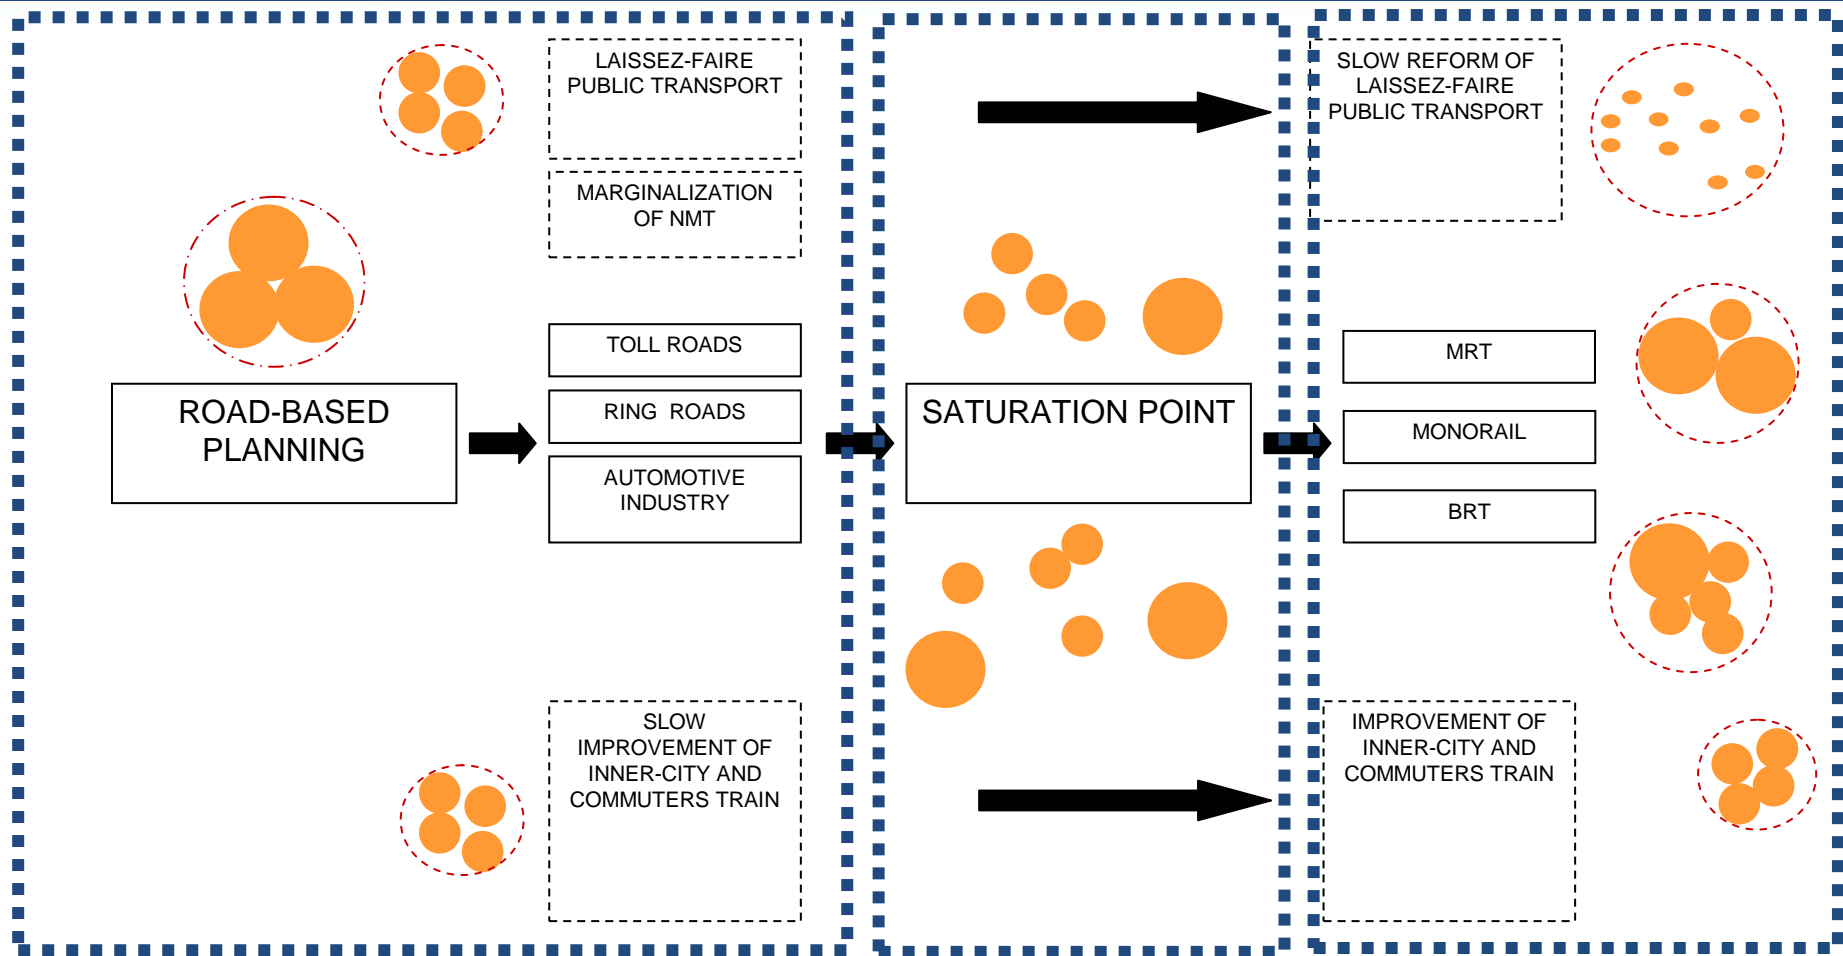 LAISSEZ-FAIRE
PUBLIC TRANSPORT
MARGINALIZATION
OF NMT
ROAD-BASED
PLANNING
TOLL ROADS
RING ROADS
AUTOMOTIVE
INDUSTRY
SLOW
IMPROVEMENT OF
INNER-CITY AND
COMMUTERS TRAIN
SATURATION POINT
SLOW REFORM OF
LAISSEZ-FAIRE
PUBLIC TRANSPORT
MRT
MONORAIL
BRT
IMPROVEMENT OF
INNER-CITY AND
COMMUTERS TRAIN